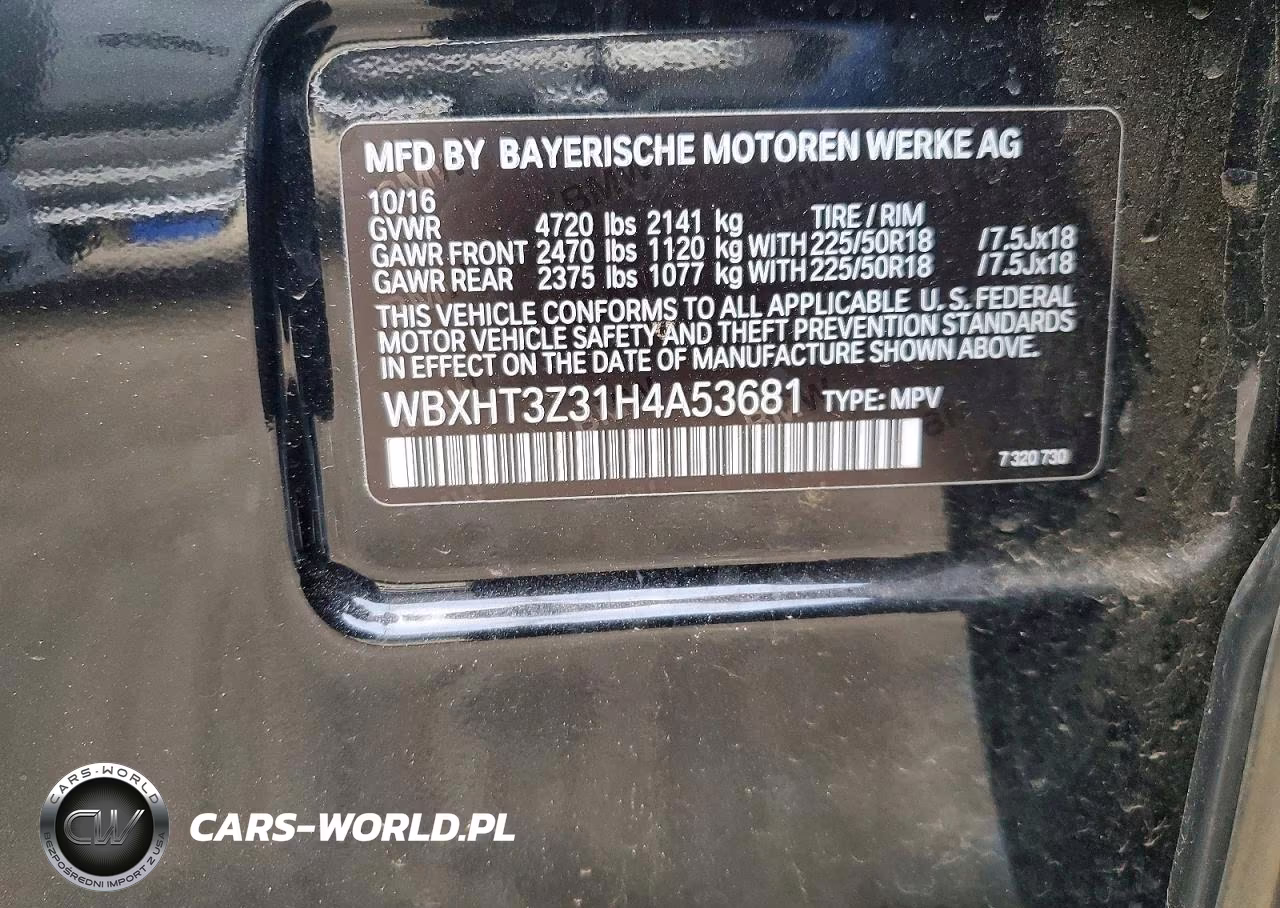 MFD BY BAYERISCHE MOTOREN WERKE AG
10/16
GVWR 4720 lbs 2141 kg TIRE / RIM
GAWR FRONT 2470 lbs 1120 kg WITH 225/50R18 /7.5Jx18
GAWR REAR 2375 lbs 1077 kg WITH 225/50R18 /7.5Jx18
THIS VEHICLE CONFORMS TO ALL APPLICABLE U.S. FEDERAL
MOTOR VEHICLE SAFETY AND THEFT PREVENTION STANDARDS
IN EFFECT ON THE DATE OF MANUFACTURE SHOWN ABOVE.
WBXHT3Z31H4A53681 TYPE: MPV
7 320 730
CARS-WORLD
CW
BEZPOŚREDNI IMPORT Z USA
CARS-WORLD.PL